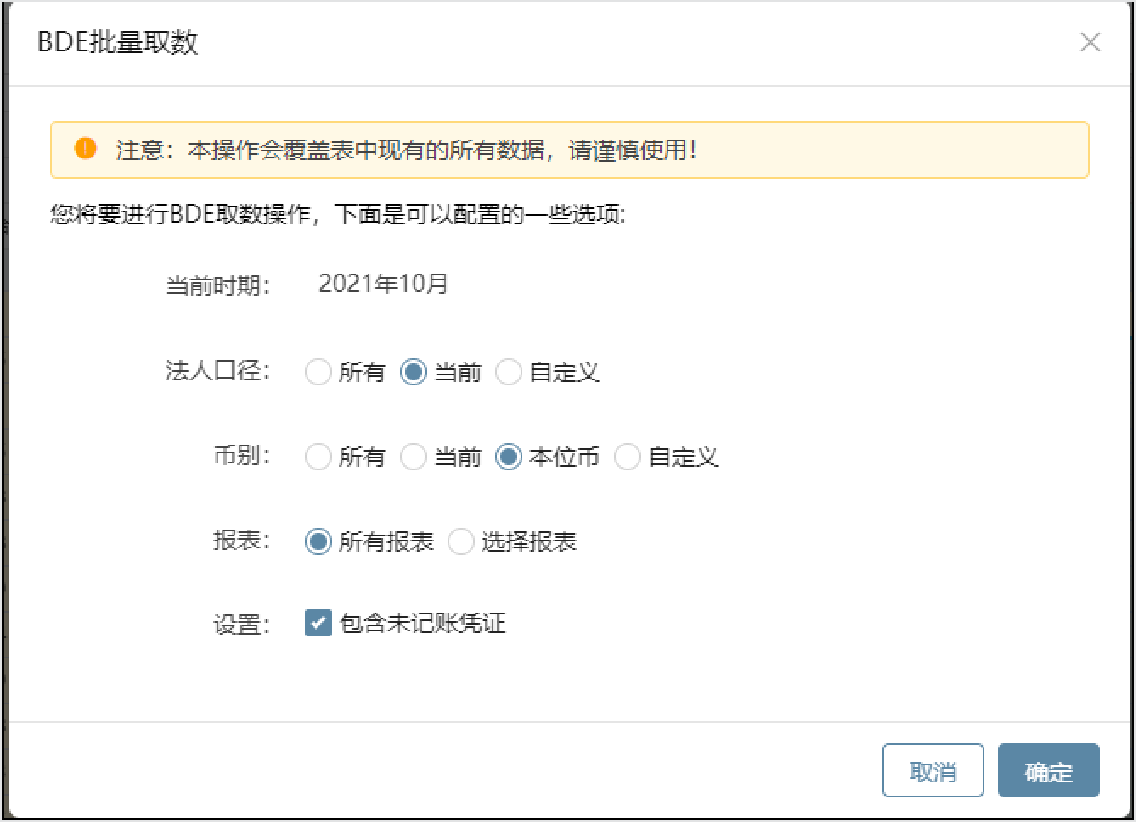 BDE批量取数
注意：本操作会覆盖表中现有的所有数据，请谨慎使用！
您将要进行BDE取数操作，下面是可以配置的一些选项:
当前时期： 2021年10月
法人口径： 所有 当前 自定义
币别： 所有 当前 本位币 自定义
报表： 所有报表 选择报表
设置： 包含未记账凭证
取消 确定